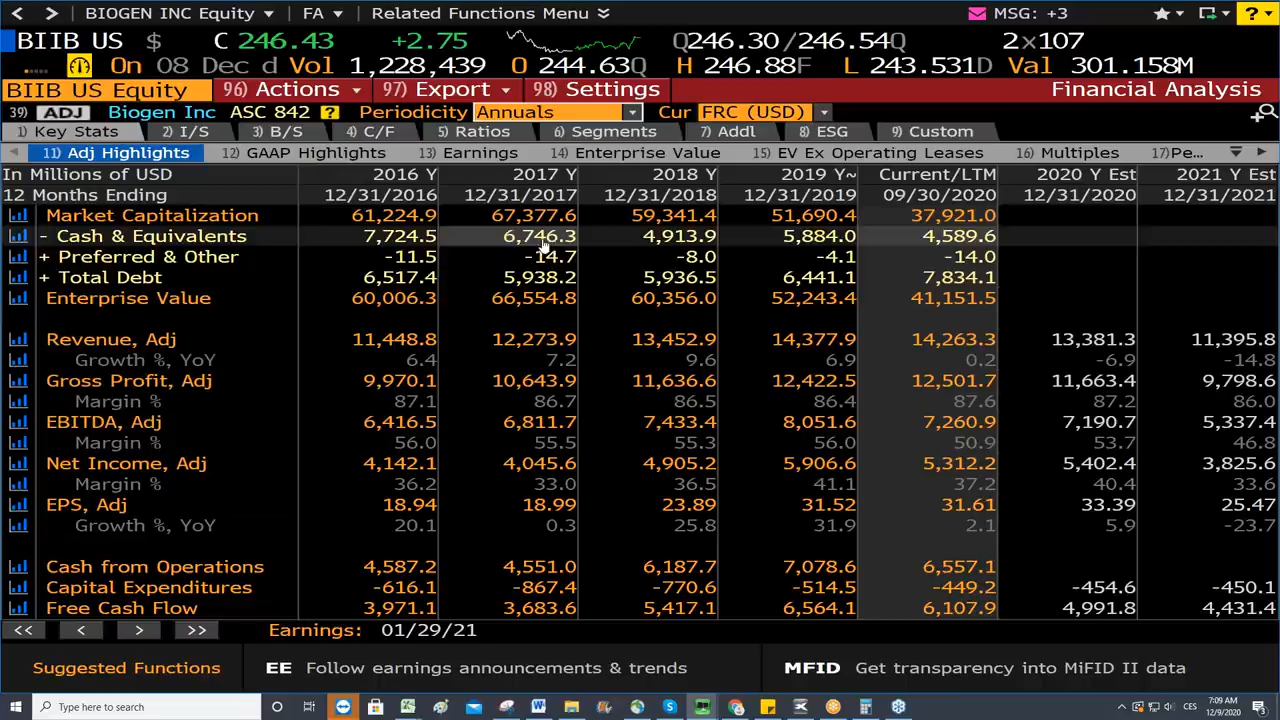 BIOGEN INC Equity FA Related Functions Menu MSG: +3 ?
BIIB US $ C 246.43 +2.75 Q246.30/246.54Q 2×107
On 08 Dec d Vol 1,228,439 O 244.63Q H 246.88F L 243.531D Val 301.158M
BIIB US Equity 96) Actions 97) Export 98) Settings Financial Analysis
39) ADJ Biogen Inc ASC 842 ? Periodicity Annuals Cur FRC (USD)
1) Key Stats 2) I/S 3) B/S 4) C/F 5) Ratios 6) Segments 7) Addl 8) ESG 9) Custom
11) Adj Highlights 12) GAAP Highlights 13) Earnings 14) Enterprise Value 15) EV Ex Operating Leases 16) Multiples 17) Pe...
In Millions of USD 2016 Y 2017 Y 2018 Y 2019 Y~ Current/LTM 2020 Y Est 2021 Y Est
12 Months Ending 12/31/2016 12/31/2017 12/31/2018 12/31/2019 09/30/2020 12/31/2020 12/31/2021
Market Capitalization 61,224.9 67,377.6 59,341.4 51,690.4 37,921.0
- Cash & Equivalents 7,724.5 6,746.3 4,913.9 5,884.0 4,589.6
+ Preferred & Other -11.5 -14.7 -8.0 -4.1 -14.0
+ Total Debt 6,517.4 5,938.2 5,936.5 6,441.1 7,834.1
Enterprise Value 60,006.3 66,554.8 60,356.0 52,243.4 41,151.5
Revenue, Adj 11,448.8 12,273.9 13,452.9 14,377.9 14,263.3 13,381.3 11,395.8
Growth %, YoY 6.4 7.2 9.6 6.9 0.2 -6.9 -14.8
Gross Profit, Adj 9,970.1 10,643.9 11,636.6 12,422.5 12,501.7 11,663.4 9,798.6
Margin % 87.1 86.7 86.5 86.4 87.6 87.2 86.0
EBITDA, Adj 6,416.5 6,811.7 7,433.4 8,051.6 7,260.9 7,190.7 5,337.4
Margin % 56.0 55.5 55.3 56.0 50.9 53.7 46.8
Net Income, Adj 4,142.1 4,045.6 4,905.2 5,906.6 5,312.2 5,402.4 3,825.6
Margin % 36.2 33.0 36.5 41.1 37.2 40.4 33.6
EPS, Adj 18.94 18.99 23.89 31.52 31.61 33.39 25.47
Growth %, YoY 20.1 0.3 25.8 31.9 2.1 5.9 -23.7
Cash from Operations 4,587.2 4,551.0 6,187.7 7,078.6 6,557.1
Capital Expenditures -616.1 -867.4 -770.6 -514.5 -449.2 -454.6 -450.1
Free Cash Flow 3,971.1 3,683.6 5,417.1 6,564.1 6,107.9 4,991.8 4,431.4
<< < > >> Earnings: 01/29/21
Suggested Functions EE Follow earnings announcements & trends MFID Get transparency into MiFID II data
Type here to search CES 7:09 AM
12/9/2020